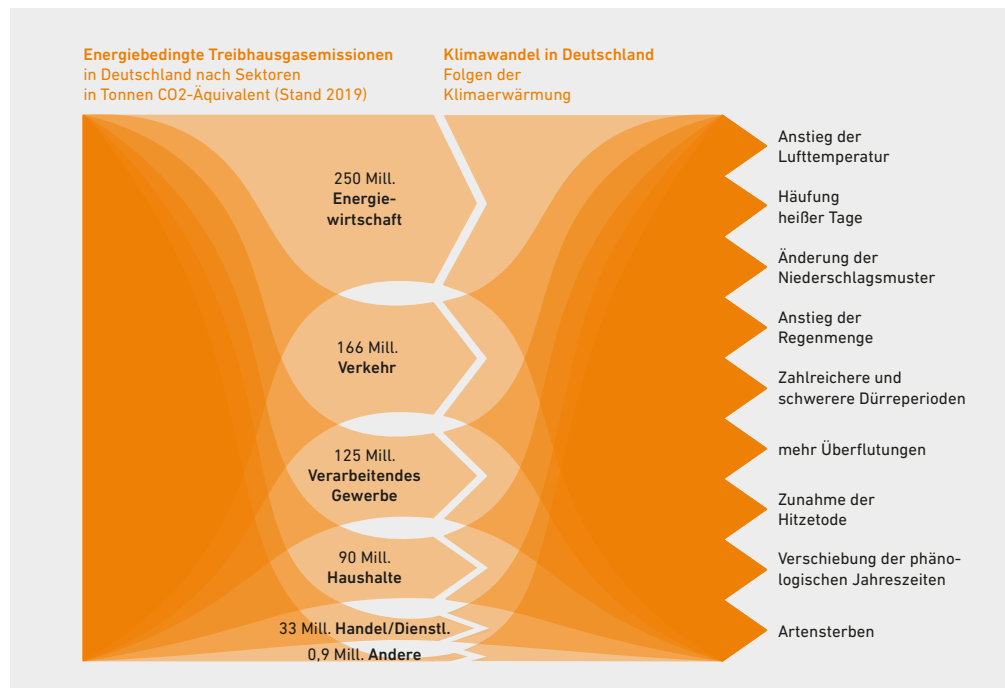 Energiebedingte Treibhausgasemissionen
in Deutschland nach Sektoren
in Tonnen CO2-Äquivalent (Stand 2019)
Klimawandel in Deutschland
Folgen der
Klimaerwärmung
250 Mill.
Energie-
wirtschaft
166 Mill.
Verkehr
125 Mill.
Verarbeitendes
Gewerbe
90 Mill.
Haushalte
33 Mill. Handel/Dienstl.
0,9 Mill. Andere
Anstieg der
Lufttemperatur
Häufung
heißer Tage
Änderung der
Niederschlagsmuster
Anstieg der
Regenmenge
Zahlreichere und
schwerere Dürreperioden
mehr Überflutungen
Zunahme der
Hitzetode
Verschiebung der phäno-
logischen Jahreszeiten
Artensterben